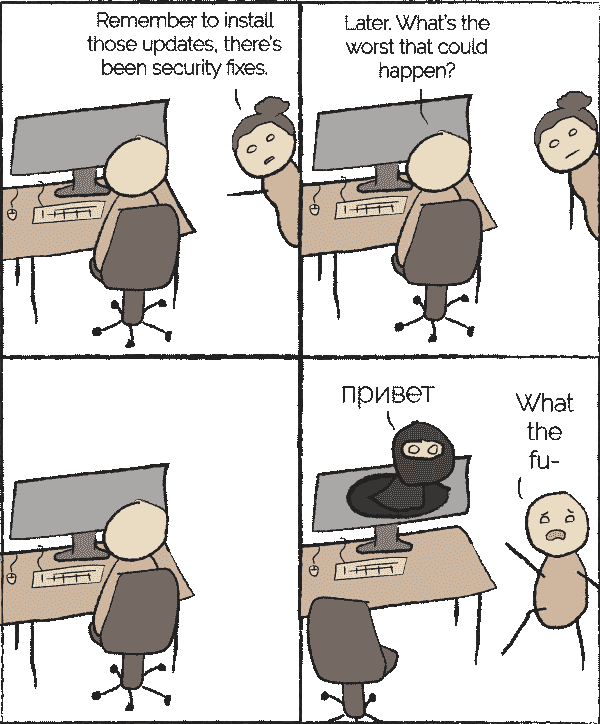 Remember to install
those updates, there's
been security fixes.
Later. What's the
worst that could
happen?
привет
What
the
fu-